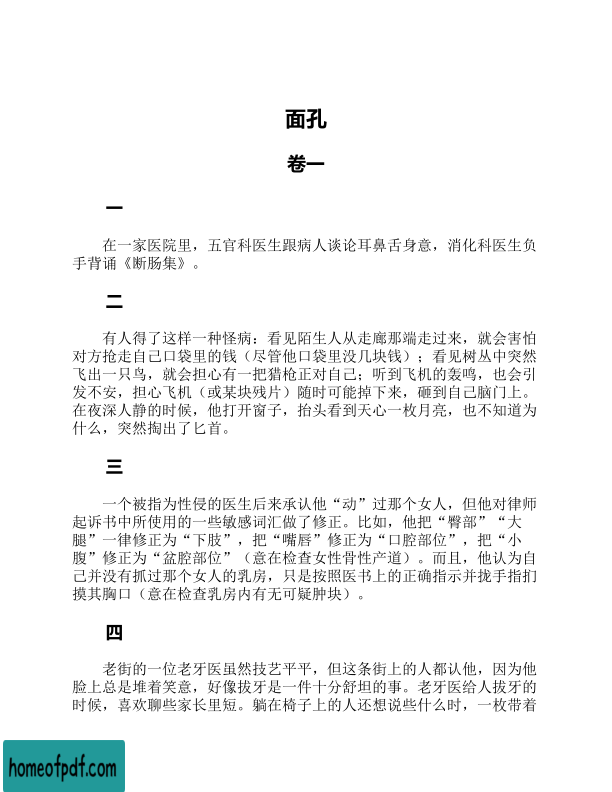 面孔
卷一
一
在一家医院里，五官科医生跟病人谈论耳鼻舌身意，消化科医生负
手背诵《断肠集》。
二
有人得了这样一种怪病：看见陌生人从走廊那端走过来，就会害怕
对方抢走自己口袋里的钱（尽管他口袋里没几块钱）；看见树丛中突然
飞出一只鸟，就会担心有一把猎枪正对自己；听到飞机的轰鸣，也会引
发不安，担心飞机（或某块残片）随时可能掉下来，砸到自己脑门上。
在夜深人静的时候，他打开窗子，抬头看到天心一枚月亮，也不知道为
什么，突然掏出了匕首。
三
一个被指为性侵的医生后来承认他“动”过那个女人，但他对律师
起诉书中所使用的一些敏感词汇做了修正。比如，他把“臀部”“大
腿”一律修正为“下肢”，把“嘴唇”修正为“口腔部位”，把“小
腹”修正为“盆腔部位”（意在检查女性骨性产道）。而且，他认为自
己并没有抓过那个女人的乳房，只是按照医书上的正确指示并拢手指扪
摸其胸口（意在检查乳房内有无可疑肿块）。
四
老街的一位老牙医虽然技艺平平，但这条街上的人都认他，因为他
脸上总是堆着笑意，好像拔牙是一件十分舒坦的事。老牙医给人拔牙的
时候，喜欢聊些家长里短。躺在椅子上的人还想说些什么时，一枚带着
homeofpdf.com